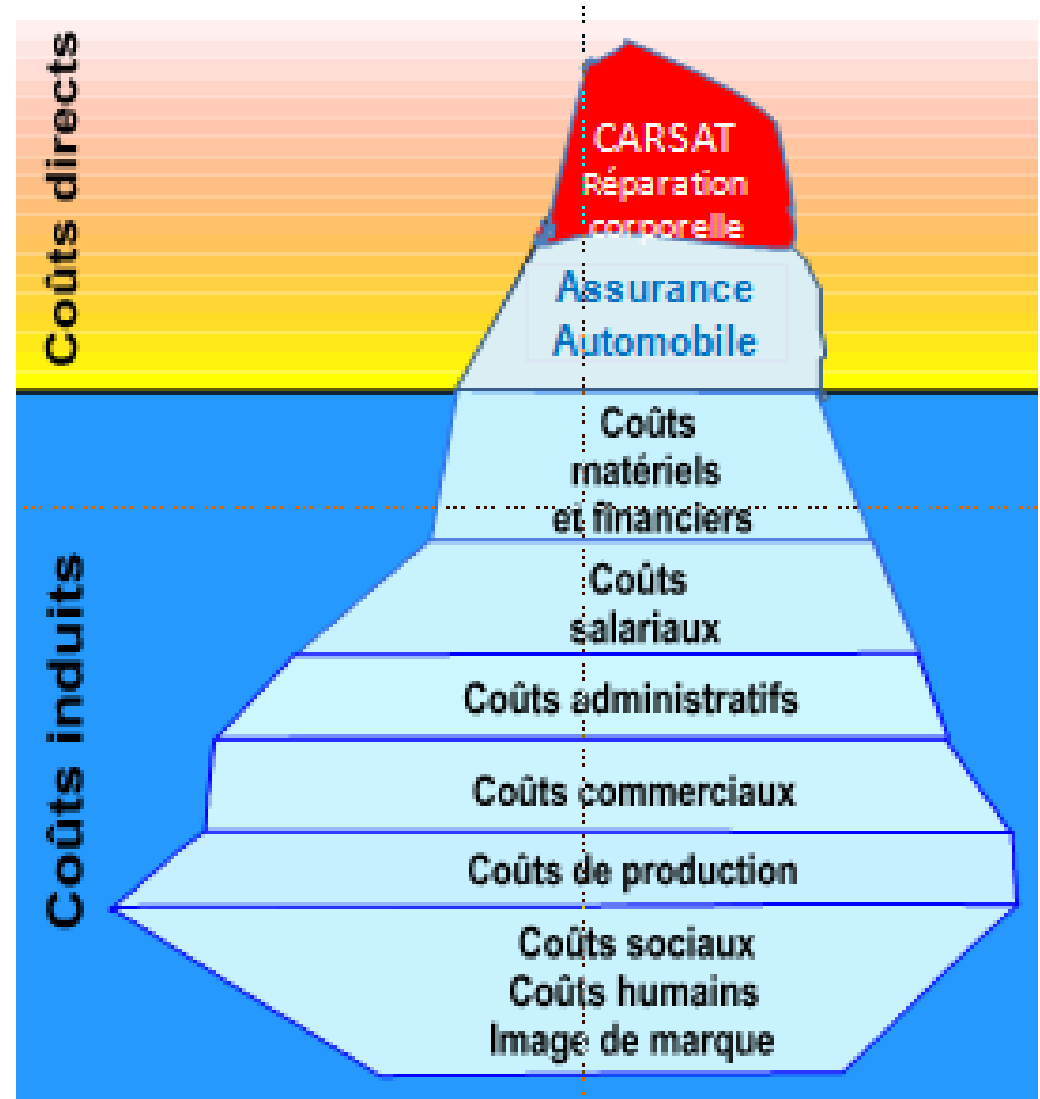 Coûts directs
CARSAT
Réparation
corporelle
Assurance
Automobile
Coûts induits
Coûts
matériels
et financiers
Coûts
salariaux
Coûts administratifs
Coûts commerciaux
Coûts de production
Coûts sociaux
Coûts humains
Image de marque